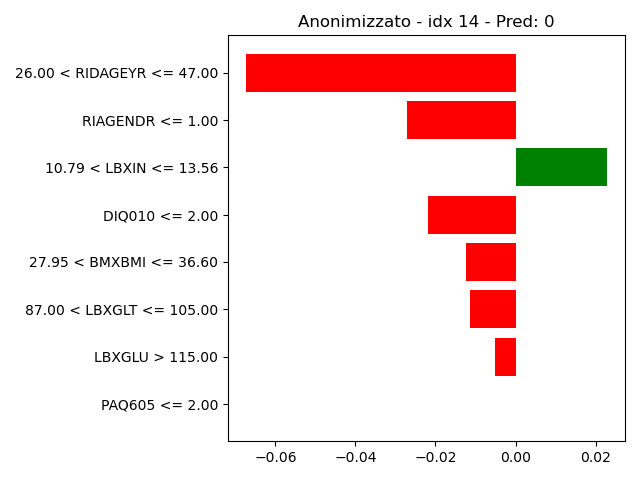 Anonimizzato - idx 14 - Pred: 0
26.00 < RIDAGEYR <= 47.00
RIAGENDR <= 1.00
10.79 < LBXIN <= 13.56
DIQ010 <= 2.00
27.95 < BMXBMI <= 36.60
87.00 < LBXGLT <= 105.00
LBXGLU > 115.00
PAQ605 <= 2.00
−0.06 −0.04 −0.02 0.00 0.02